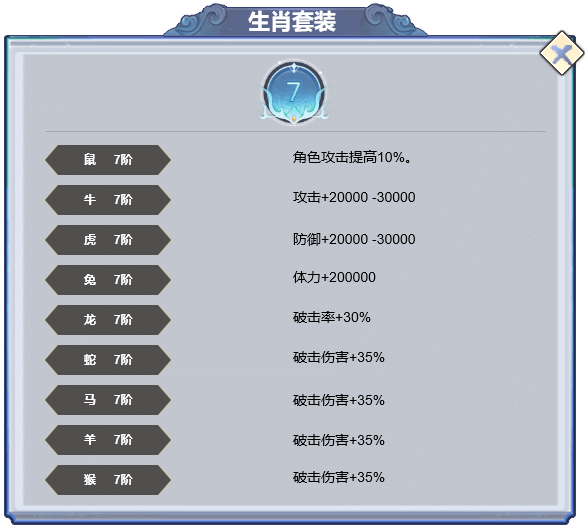 生肖套装
7
鼠 7阶 角色攻击提高10%。
牛 7阶 攻击+20000 -30000
虎 7阶 防御+20000 -30000
兔 7阶 体力+200000
龙 7阶 破击率+30%
蛇 7阶 破击伤害+35%
马 7阶 破击伤害+35%
羊 7阶 破击伤害+35%
猴 7阶 破击伤害+35%